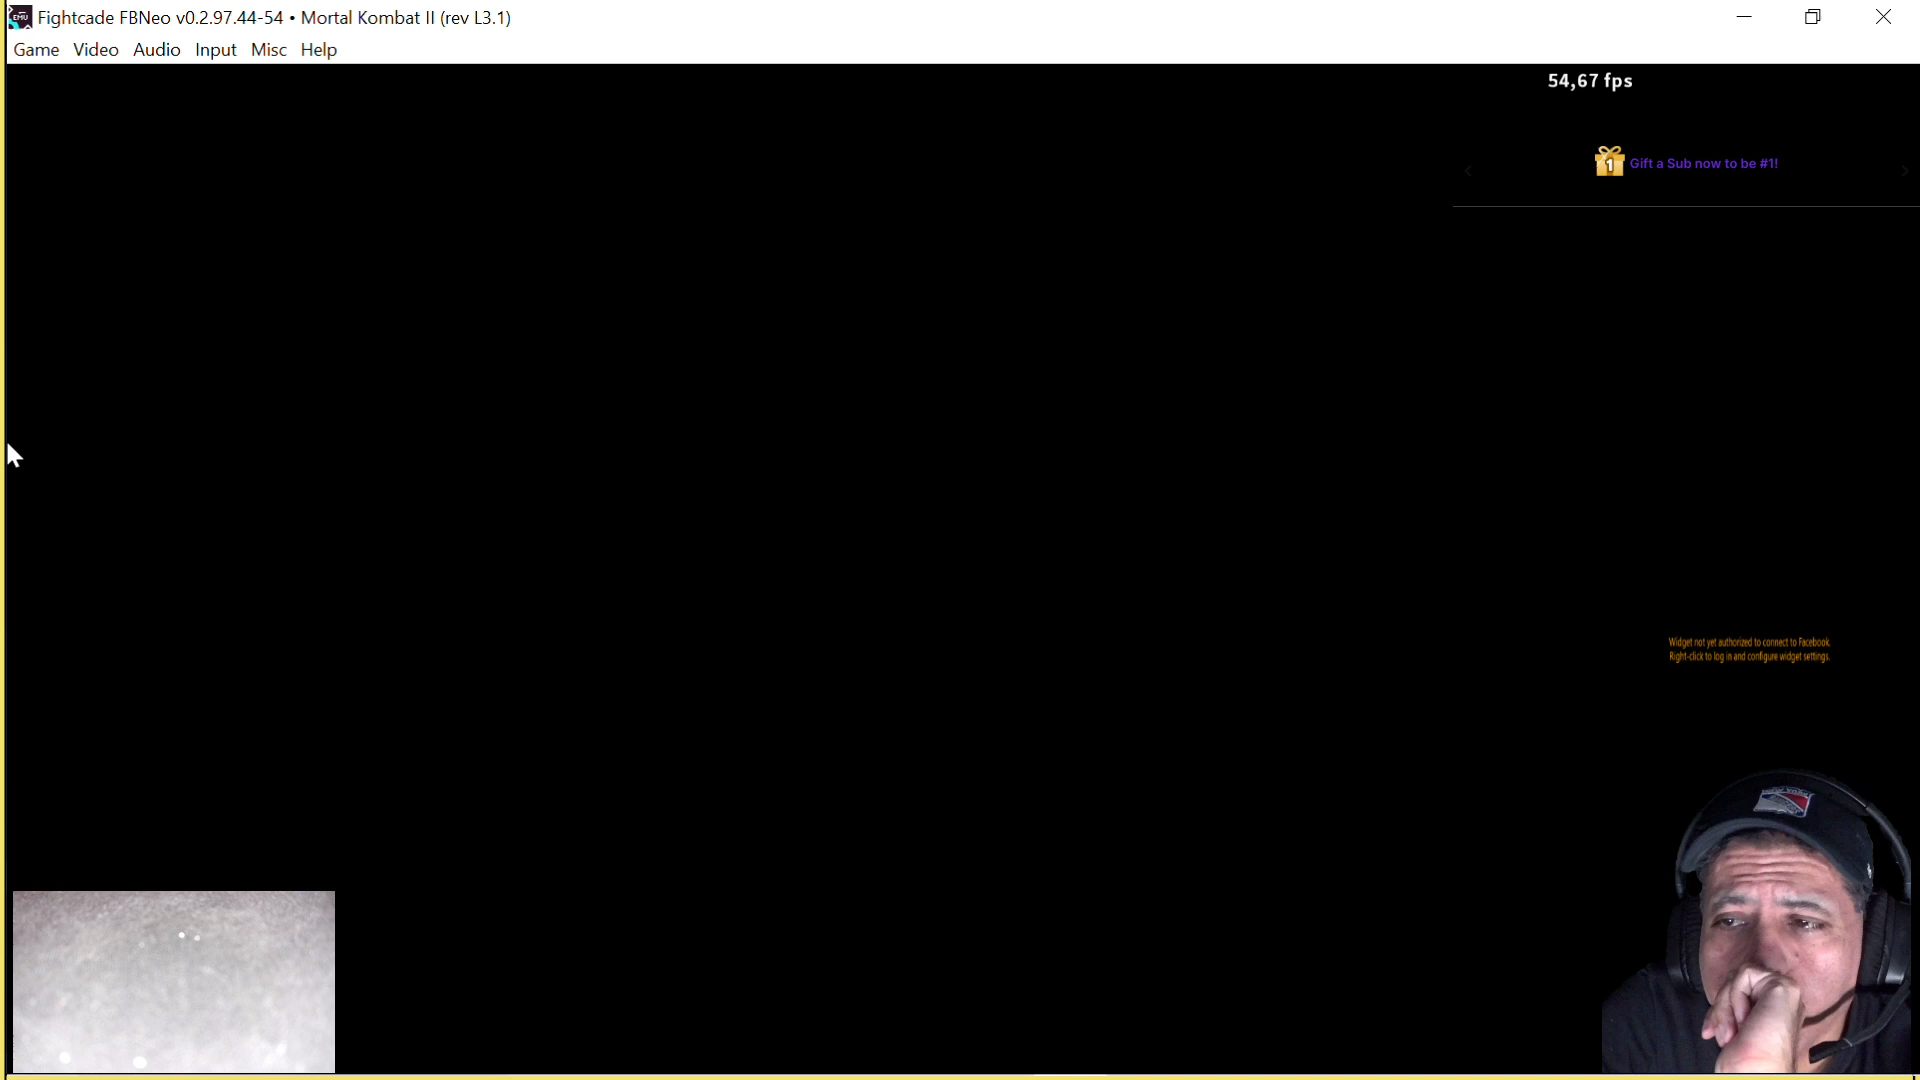 Fightcade FBNeo v0.2.97.44-54 • Mortal Kombat II (rev L3.1)
Game Video Audio Input Misc Help
54,67 fps
1 Gift a Sub now to be #1!
Widget not yet authorized to connect to Facebook.
Right-click to log in and configure widget settings.